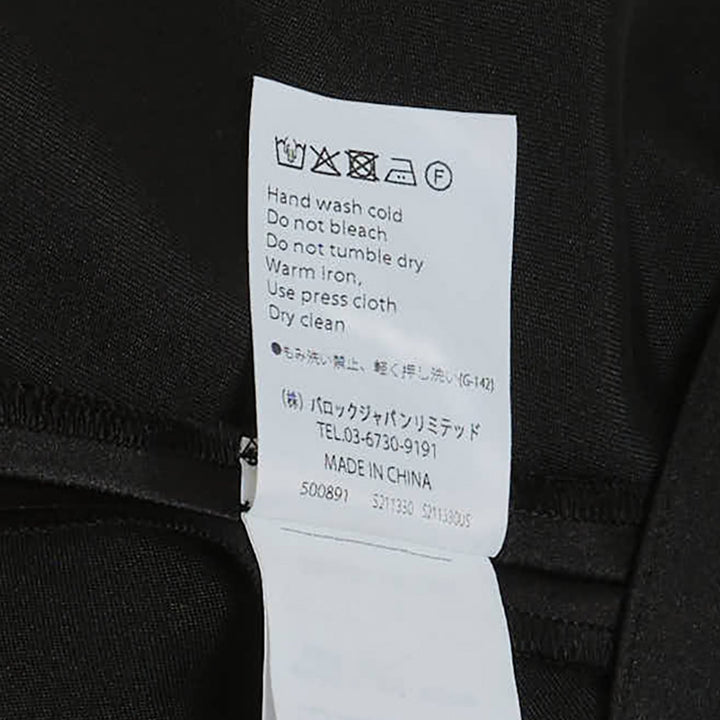 F
Hand wash cold
Do not bleach
Do not tumble dry
Warm iron,
Use press cloth
Dry clean
●もみ洗い禁止、軽く押し洗い(G-142)
(株) バロックジャパンリミテッド
TEL.03-6730-9191
MADE IN CHINA
500891 S211330 S211330US